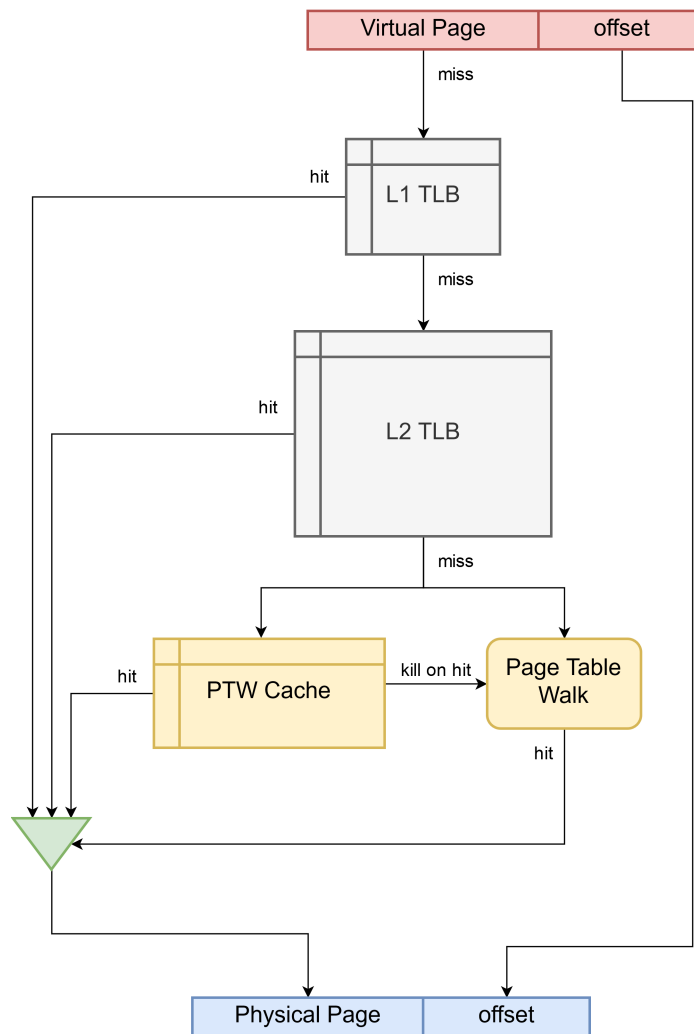 Virtual Page
offset
miss
hit
L1 TLB
miss
hit
L2 TLB
miss
hit
PTW Cache
kill on hit
Page Table
Walk
hit
Physical Page
offset